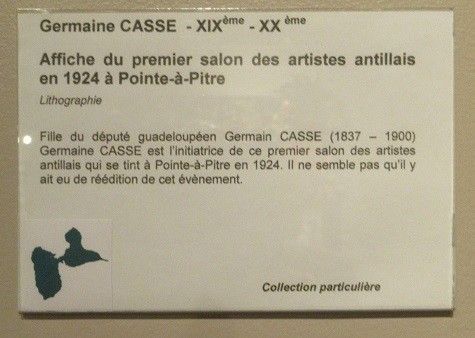 Germaine CASSE - XIXème - XX ème
Affiche du premier salon des artistes antillais
en 1924 à Pointe-à-Pitre
Lithographie
Fille du député guadeloupéen Germain CASSE (1837 – 1900)
Germaine CASSE est l'initiatrice de ce premier salon des artistes
antillais qui se tint à Pointe-à-Pitre en 1924. Il ne semble pas qu'il y
ait eu de réédition de cet évènement.
Collection particulière